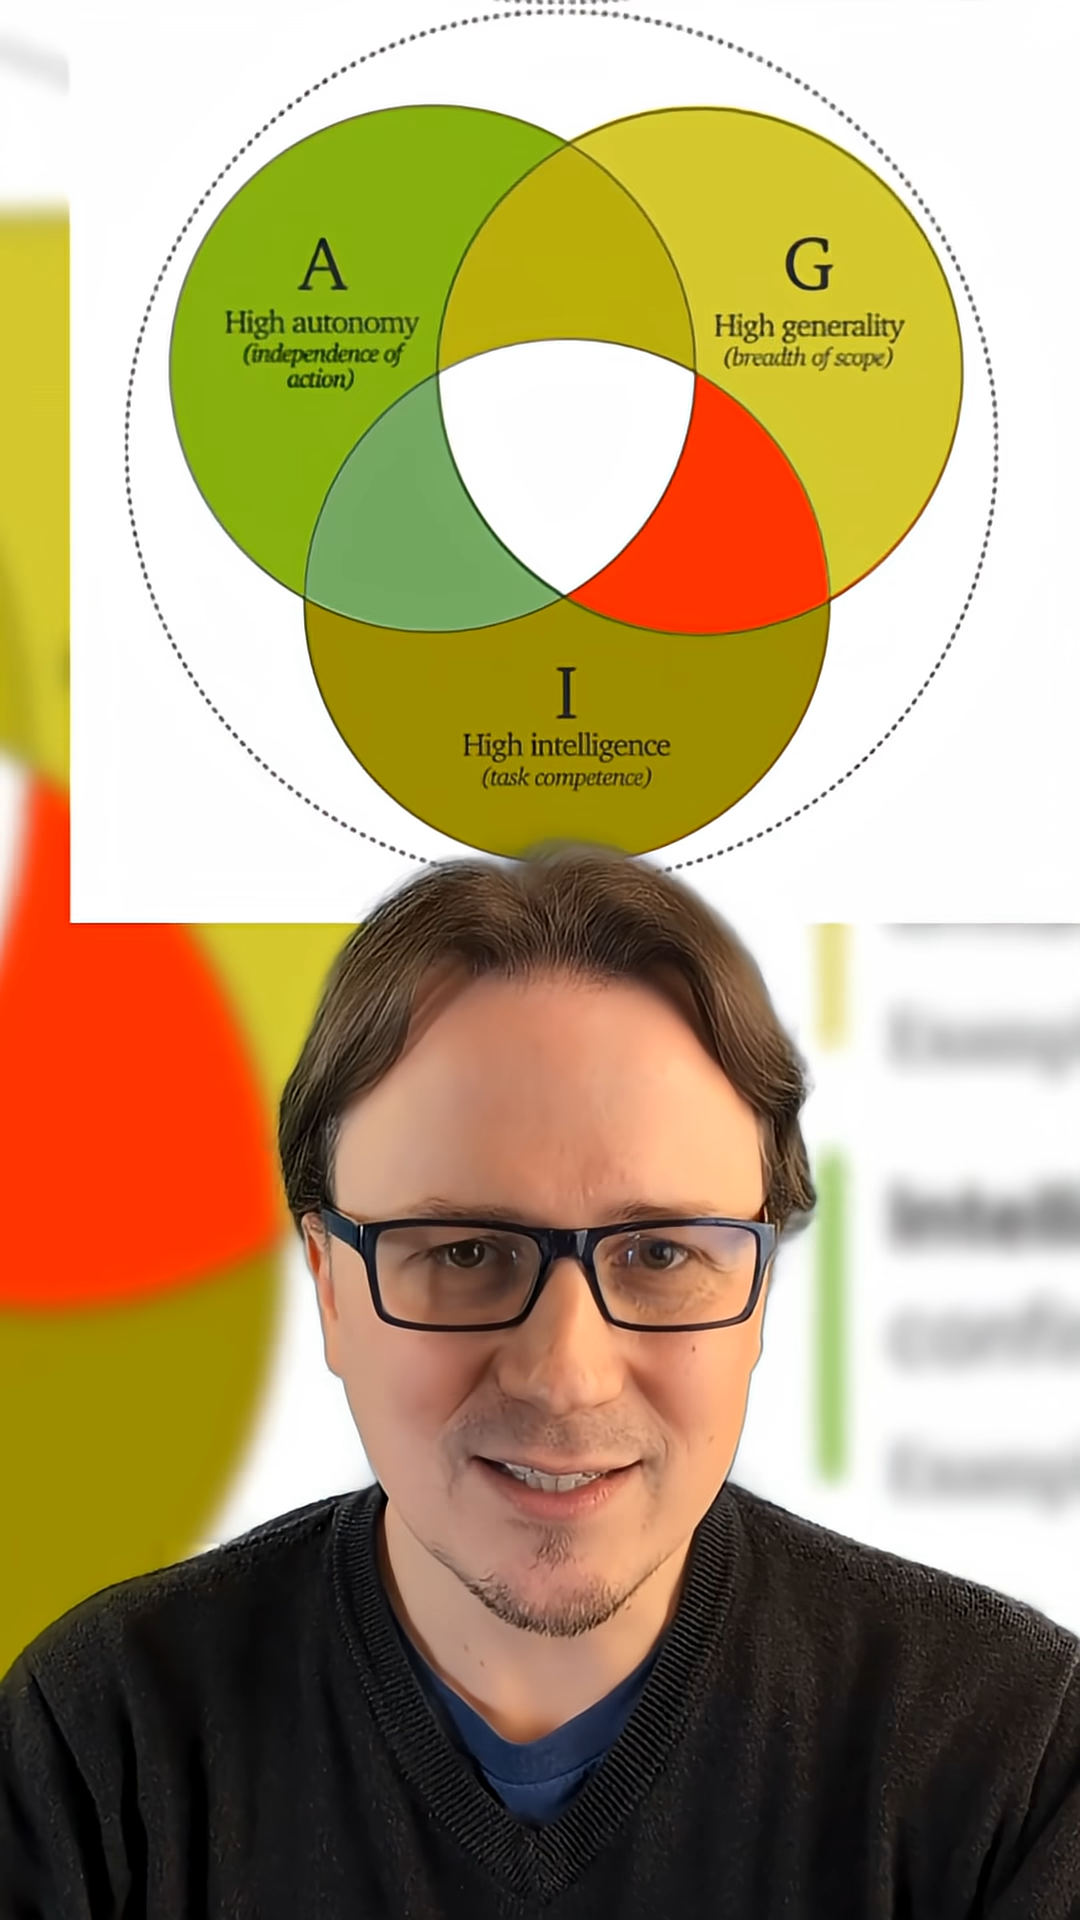 A
High autonomy
(independence of
action)
G
High generality
(breadth of scope)
I
High intelligence
(task competence)